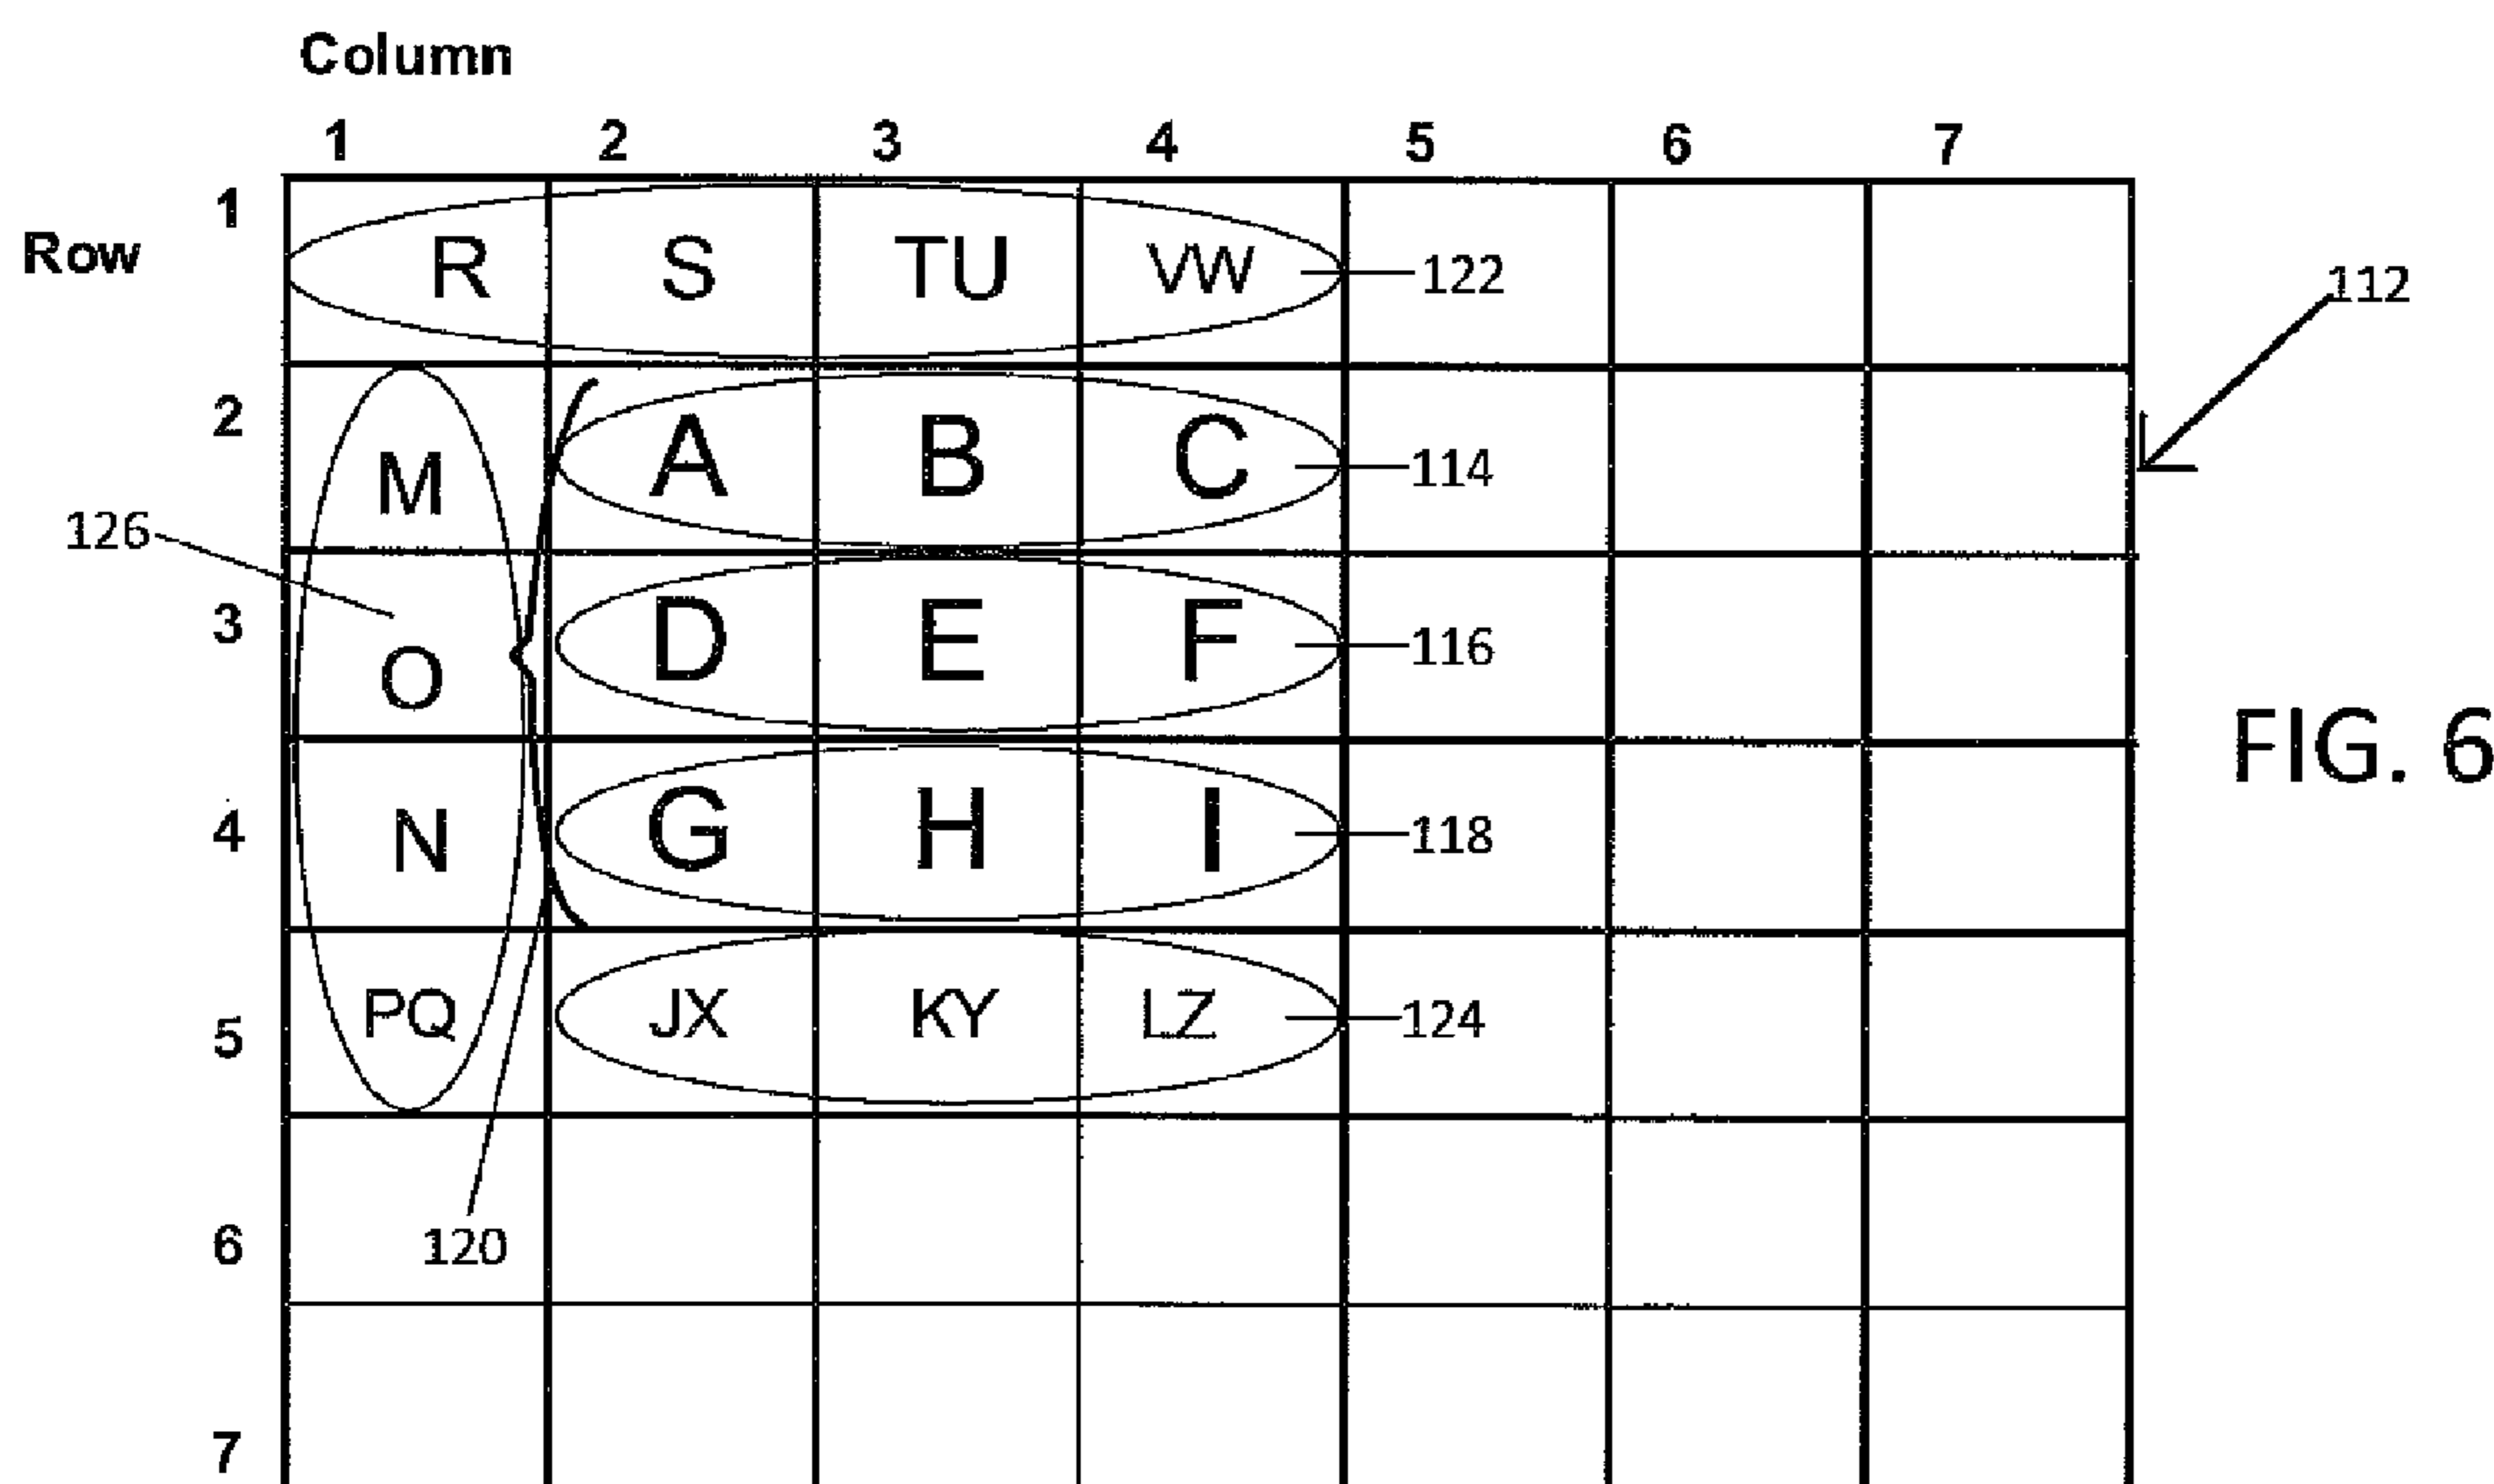 Column
1 2 3 4 5 6 7
1
Row R S TU VW 122 112
2 A B C 114
M
126
3 O D E F 116
FIG. 6
4 N G H I 118
5 PQ JX KY LZ 124
6 120
7